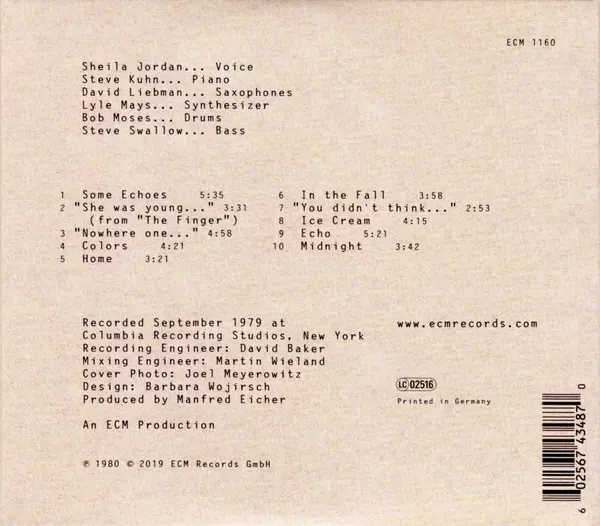 ECM 1160
Sheila Jordan... Voice
Steve Kuhn... Piano
David Liebman... Saxophones
Lyle Mays... Synthesizer
Bob Moses... Drums
Steve Swallow... Bass
1 Some Echoes 5:35
2 "She was young..." 3:31
(from "The Finger")
3 "Nowhere one..." 4:58
4 Colors 4:21
5 Home 3:21
6 In the Fall 3:58
7 "You didn't think..." 2:53
8 Ice Cream 4:15
9 Echo 5:21
10 Midnight 3:42
Recorded September 1979 at
Columbia Recording Studios, New York
Recording Engineer: David Baker
Mixing Engineer: Martin Wieland
Cover Photo: Joel Meyerowitz
Design: Barbara Wojirsch
Produced by Manfred Eicher
An ECM Production
℗ 1980 © 2019 ECM Records GmbH
www.ecmrecords.com
LC 02516
Printed in Germany
6 02567 43487 0